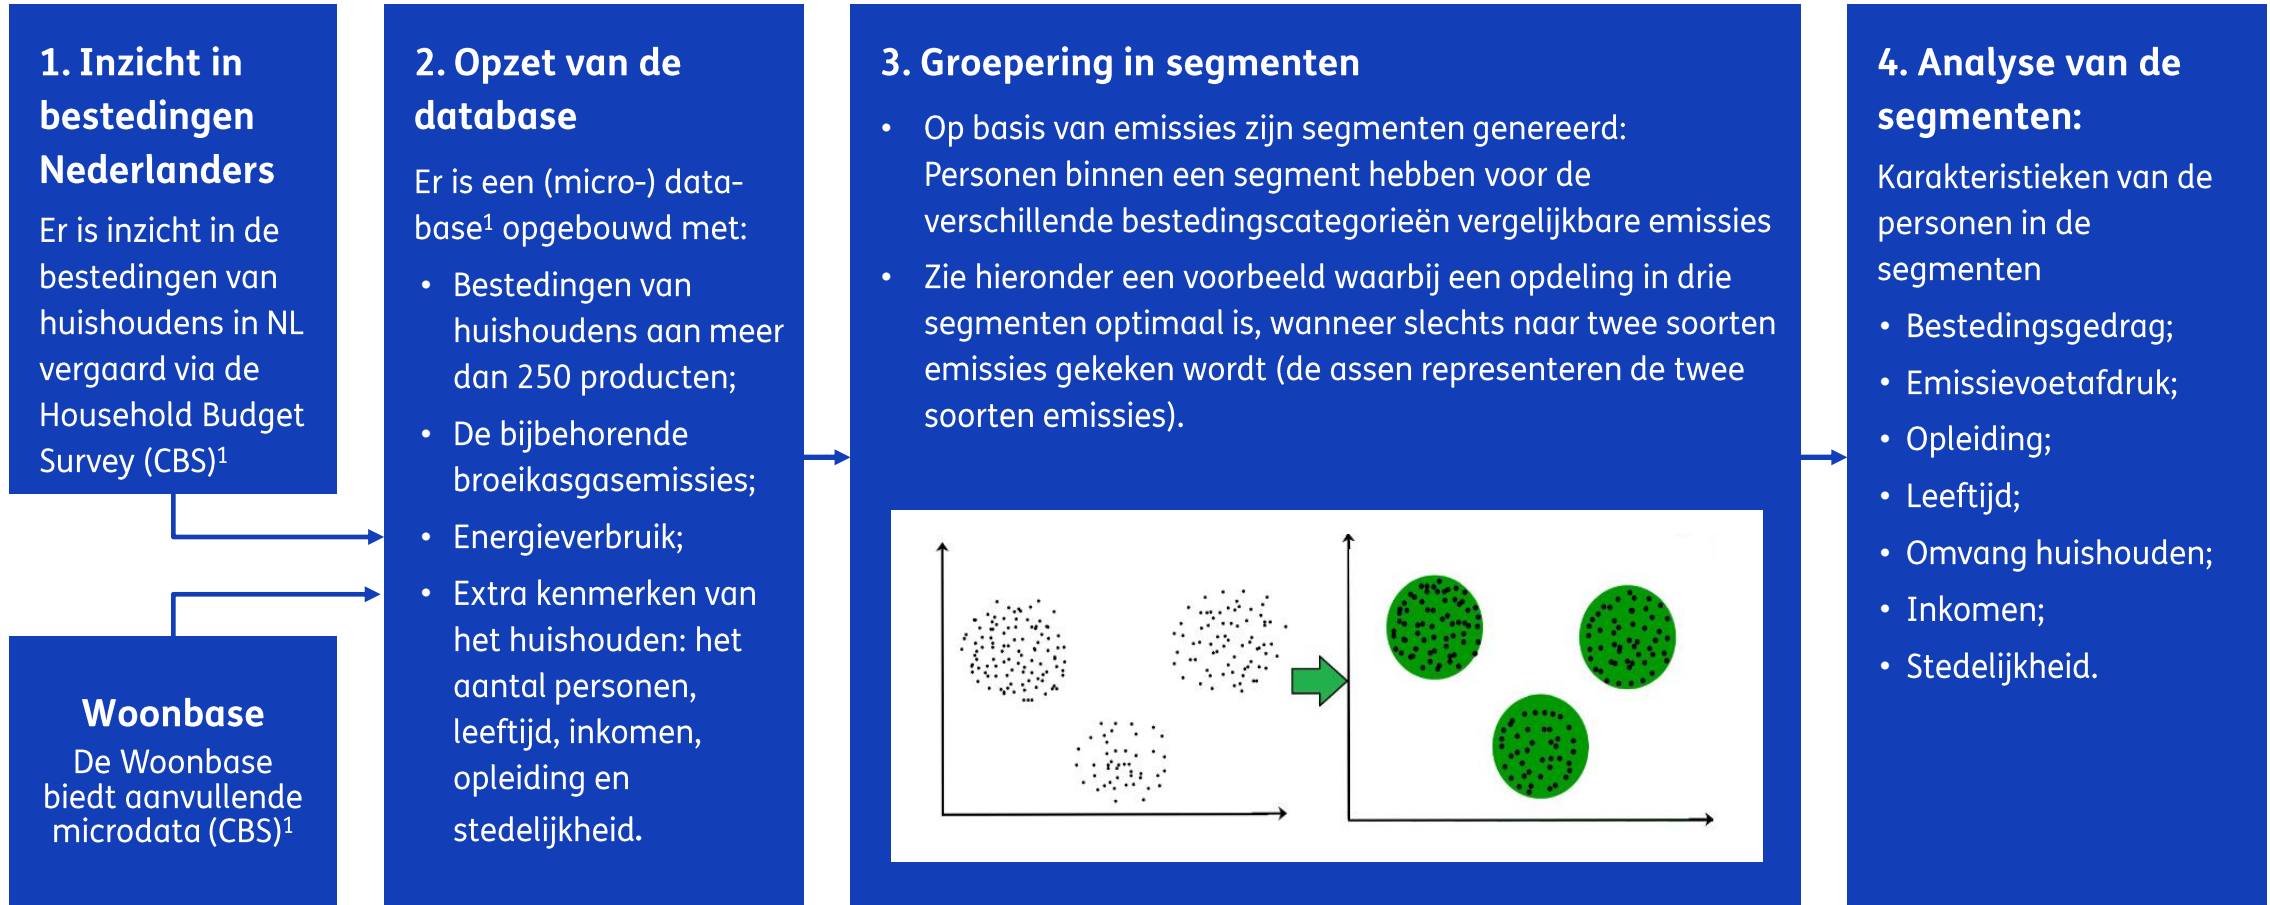 1. Inzicht in
bestedingen
Nederlanders
Er is inzicht in de
bestedingen van
huishoudens in NL
vergaard via de
Household Budget
Survey (CBS)¹
Woonbase
De Woonbase
biedt aanvullende
microdata (CBS)¹
2. Opzet van de
database
Er is een (micro-) data-
base¹ opgebouwd met:
• Bestedingen van
huishoudens aan meer
dan 250 producten;
• De bijbehorende
broeikasgasemissies;
• Energieverbruik;
• Extra kenmerken van
het huishouden: het
aantal personen,
leeftijd, inkomen,
opleiding en
stedelijkheid.
3. Groepering in segmenten
• Op basis van emissies zijn segmenten genereerd:
Personen binnen een segment hebben voor de
verschillende bestedingscategorieën vergelijkbare emissies
• Zie hieronder een voorbeeld waarbij een opdeling in drie
segmenten optimaal is, wanneer slechts naar twee soorten
emissies gekeken wordt (de assen representeren de twee
soorten emissies).
4. Analyse van de
segmenten:
Karakteristieken van de
personen in de
segmenten
• Bestedingsgedrag;
• Emissievoetafdruk;
• Opleiding;
• Leeftijd;
• Omvang huishouden;
• Inkomen;
• Stedelijkheid.